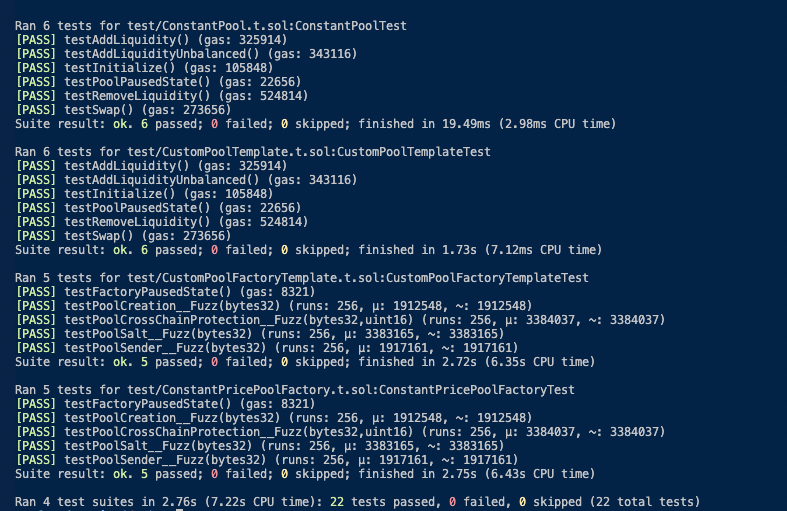 Ran 6 tests for test/ConstantPool.t.sol:ConstantPoolTest
[PASS] testAddLiquidity() (gas: 325914)
[PASS] testAddLiquidityUnbalanced() (gas: 343116)
[PASS] testInitialize() (gas: 105848)
[PASS] testPoolPausedState() (gas: 22656)
[PASS] testRemoveLiquidity() (gas: 524814)
[PASS] testSwap() (gas: 273656)
Suite result: ok. 6 passed; 0 failed; 0 skipped; finished in 19.49ms (2.98ms CPU time)
Ran 6 tests for test/CustomPoolTemplate.t.sol:CustomPoolTemplateTest
[PASS] testAddLiquidity() (gas: 325914)
[PASS] testAddLiquidityUnbalanced() (gas: 343116)
[PASS] testInitialize() (gas: 105848)
[PASS] testPoolPausedState() (gas: 22656)
[PASS] testRemoveLiquidity() (gas: 524814)
[PASS] testSwap() (gas: 273656)
Suite result: ok. 6 passed; 0 failed; 0 skipped; finished in 1.73s (7.12ms CPU time)
Ran 5 tests for test/CustomPoolFactoryTemplate.t.sol:CustomPoolFactoryTemplateTest
[PASS] testFactoryPausedState() (gas: 8321)
[PASS] testPoolCreation__Fuzz(bytes32) (runs: 256, μ: 1912548, ~: 1912548)
[PASS] testPoolCrossChainProtection__Fuzz(bytes32,uint16) (runs: 256, μ: 3384037, ~: 3384037)
[PASS] testPoolSalt__Fuzz(bytes32) (runs: 256, μ: 3383165, ~: 3383165)
[PASS] testPoolSender__Fuzz(bytes32) (runs: 256, μ: 1917161, ~: 1917161)
Suite result: ok. 5 passed; 0 failed; 0 skipped; finished in 2.72s (6.35s CPU time)
Ran 5 tests for test/ConstantPricePoolFactory.t.sol:ConstantPricePoolFactoryTest
[PASS] testFactoryPausedState() (gas: 8321)
[PASS] testPoolCreation__Fuzz(bytes32) (runs: 256, μ: 1912548, ~: 1912548)
[PASS] testPoolCrossChainProtection__Fuzz(bytes32,uint16) (runs: 256, μ: 3384037, ~: 3384037)
[PASS] testPoolSalt__Fuzz(bytes32) (runs: 256, μ: 3383165, ~: 3383165)
[PASS] testPoolSender__Fuzz(bytes32) (runs: 256, μ: 1917161, ~: 1917161)
Suite result: ok. 5 passed; 0 failed; 0 skipped; finished in 2.75s (6.43s CPU time)
Ran 4 test suites in 2.76s (7.22s CPU time): 22 tests passed, 0 failed, 0 skipped (22 total tests)